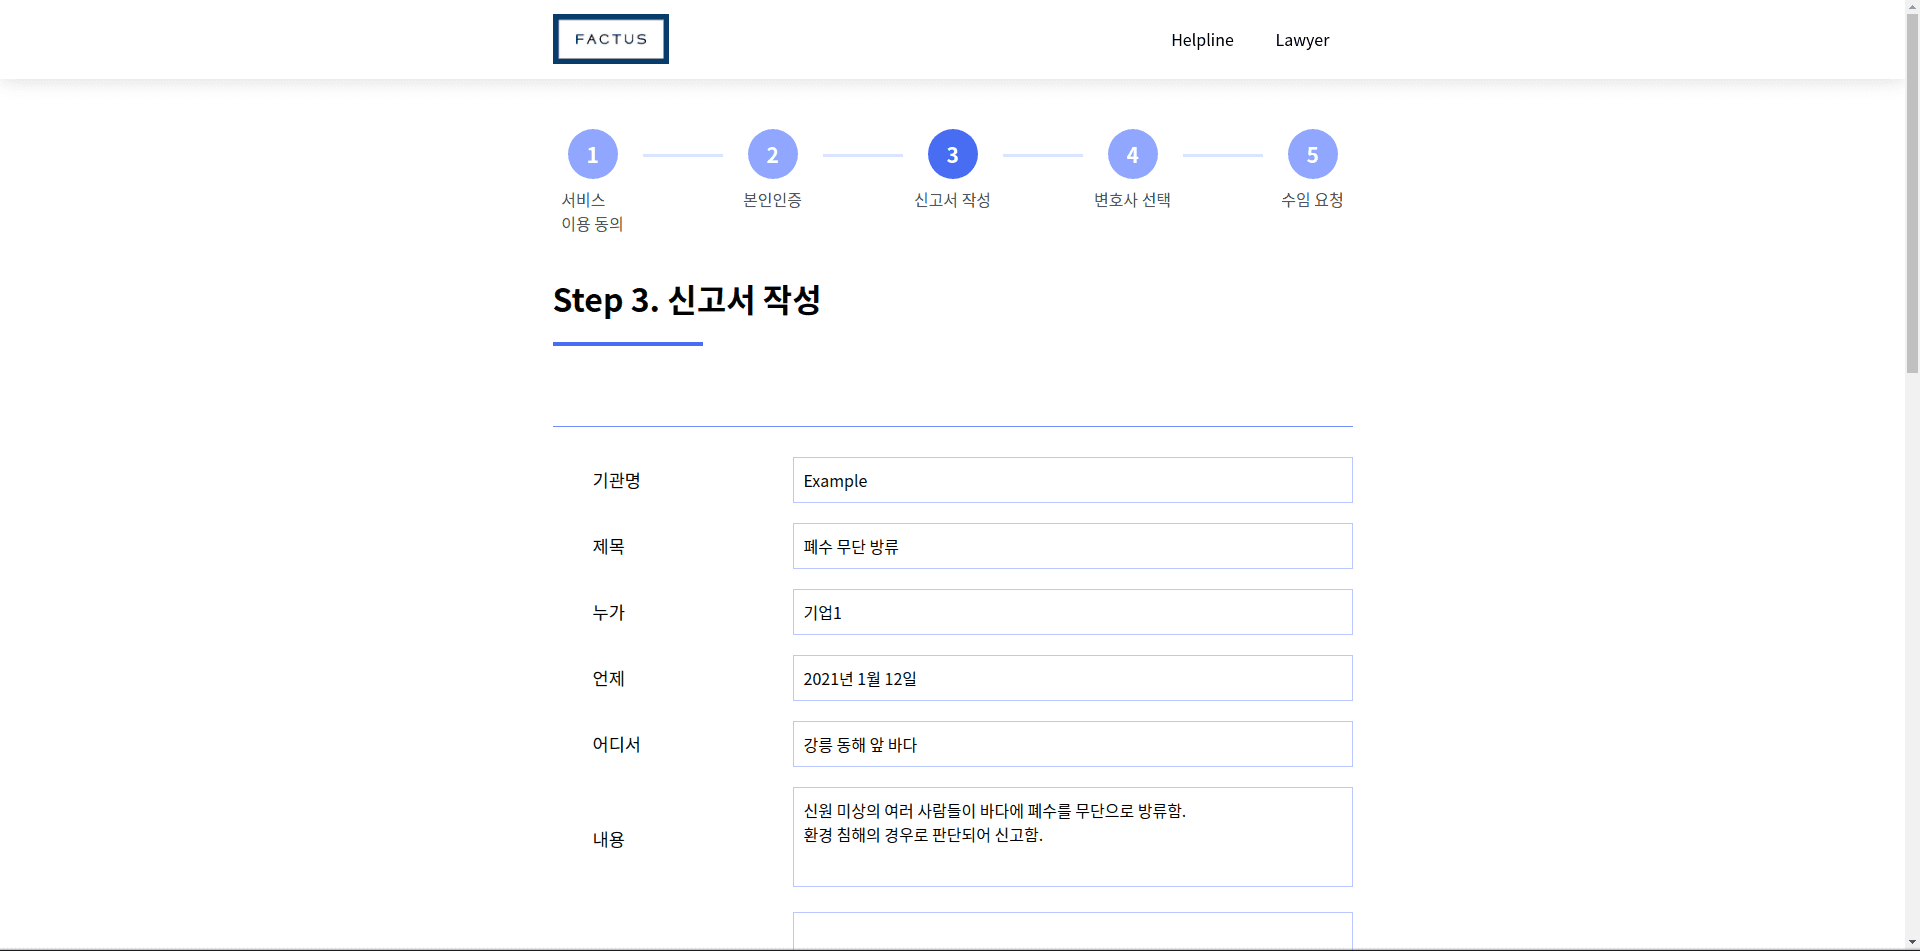 FACTUS
Helpline
Lawyer
1
2
3
4
5
서비스
이용 동의
본인인증
신고서 작성
변호사 선택
수임 요청
Step 3. 신고서 작성
기관명
Example
제목
폐수 무단 방류
누가
기업1
언제
2021년 1월 12일
어디서
강릉 동해 앞 바다
내용
신원 미상의 여러 사람들이 바다에 폐수를 무단으로 방류함.
환경 침해의 경우로 판단되어 신고함.